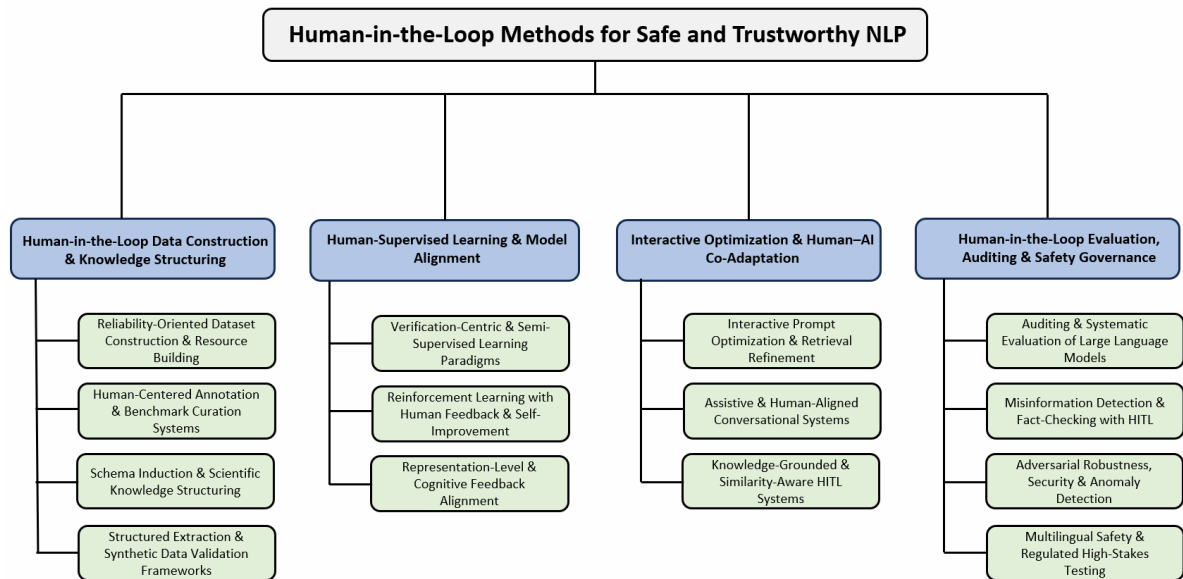 Human-in-the-Loop Methods for Safe and Trustworthy NLP
Human-in-the-Loop Data Construction
& Knowledge Structuring
Reliability-Oriented Dataset
Construction & Resource
Building
Human-Centered Annotation
& Benchmark Curation
Systems
Schema Induction & Scientific
Knowledge Structuring
Structured Extraction &
Synthetic Data Validation
Frameworks
Human-Supervised Learning & Model
Alignment
Verification-Centric & Semi-
Supervised Learning
Paradigms
Reinforcement Learning with
Human Feedback & Self-
Improvement
Representation-Level &
Cognitive Feedback
Alignment
Interactive Optimization & Human–AI
Co-Adaptation
Interactive Prompt
Optimization & Retrieval
Refinement
Assistive & Human-Aligned
Conversational Systems
Knowledge-Grounded &
Similarity-Aware HITL
Systems
Human-in-the-Loop Evaluation,
Auditing & Safety Governance
Auditing & Systematic
Evaluation of Large Language
Models
Misinformation Detection &
Fact-Checking with HITL
Adversarial Robustness,
Security & Anomaly
Detection
Multilingual Safety &
Regulated High-Stakes
Testing